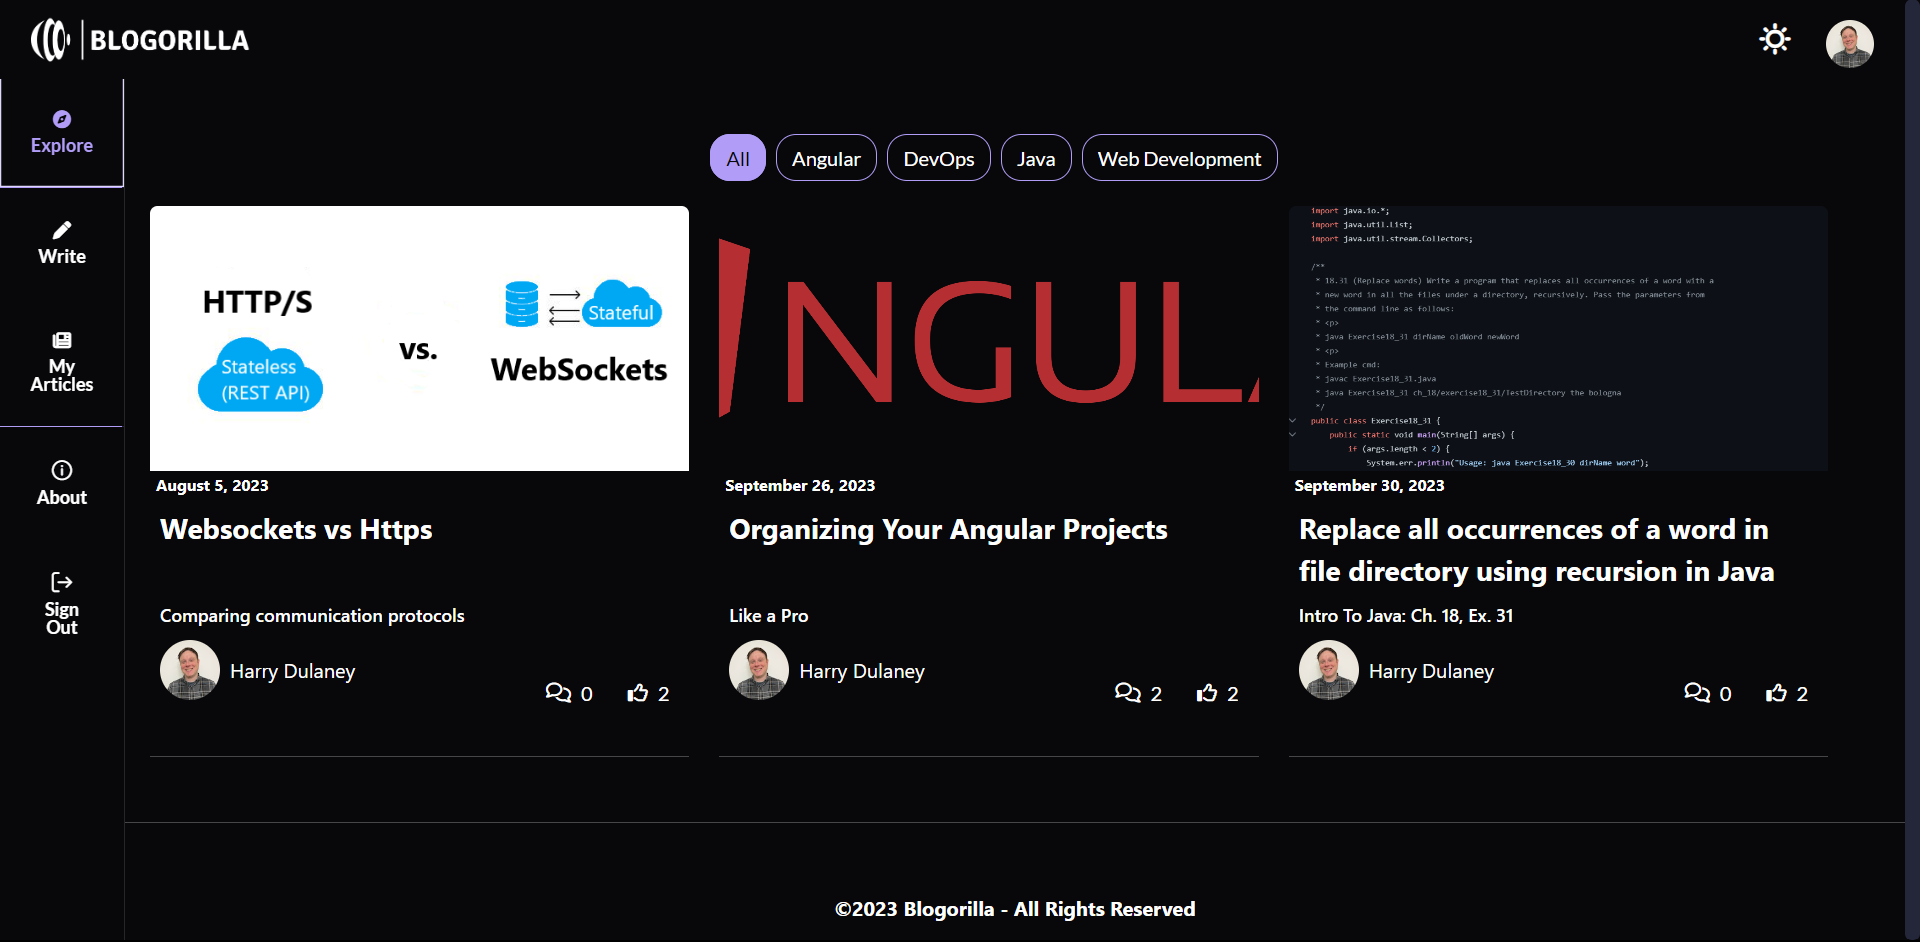 BLOGORILLA
Explore
Write
My
Articles
About
Sign
Out
All
Angular
DevOps
Java
Web Development
HTTP/S
Stateless
(REST API)
vs.
Stateful
WebSockets
August 5, 2023
Websockets vs Https
Comparing communication protocols
Harry Dulaney
0
2
NGUL
September 26, 2023
Organizing Your Angular Projects
Like a Pro
Harry Dulaney
2
2
import java.io.*;
import java.util.List;
import java.util.stream.Collectors;
/**
* 18.31 (Replace words) Write a program that replaces all occurrences of a word with a
* new word in all the files under a directory, recursively. Pass the parameters from
* the command line as follows:
* <p>
* java Exercise18_31 dirName oldWord newWord
* <p>
* Example cmd:
* javac Exercise18_31.java
* java Exercise18_31 ch_18/exercise18_31/TestDirectory the bologna
*/
public class Exercise18_31 {
public static void main(String[] args) {
if (args.length < 2) {
System.err.println("Usage: java Exercise18_30 dirName word");
September 30, 2023
Replace all occurrences of a word in
file directory using recursion in Java
Intro To Java: Ch. 18, Ex. 31
Harry Dulaney
0
2
©2023 Blogorilla - All Rights Reserved